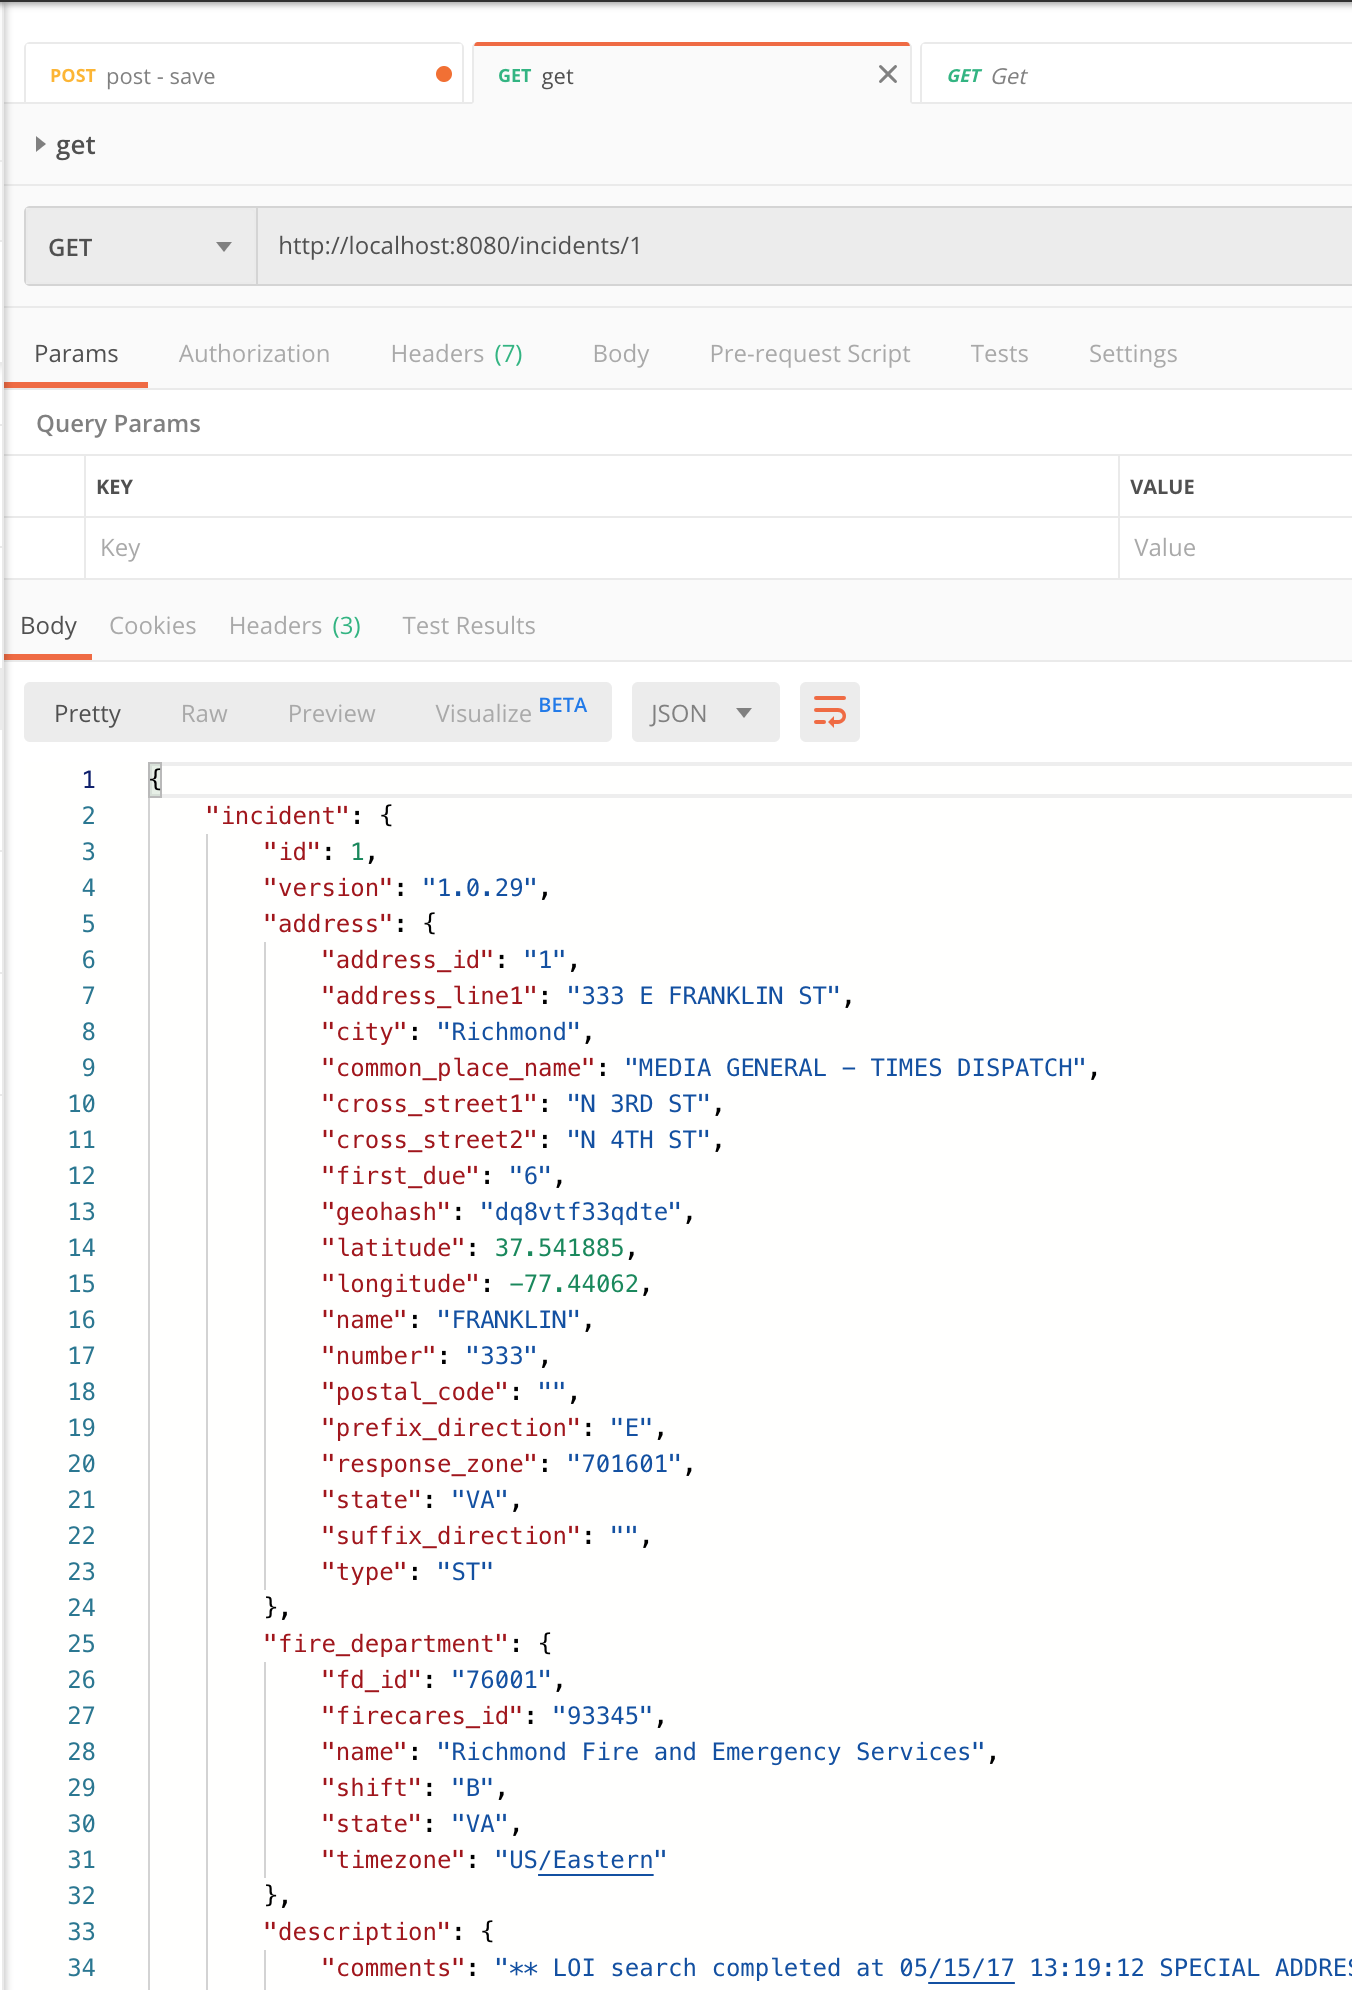 POST post - save GET get GET Get
get
GET http://localhost:8080/incidents/1
Params Authorization Headers (7) Body Pre-request Script Tests Settings
Query Params
KEY VALUE
Key Value
Body Cookies Headers (3) Test Results
Pretty Raw Preview Visualize BETA JSON
1 {
2 "incident": {
3 "id": 1,
4 "version": "1.0.29",
5 "address": {
6 "address_id": "1",
7 "address_line1": "333 E FRANKLIN ST",
8 "city": "Richmond",
9 "common_place_name": "MEDIA GENERAL - TIMES DISPATCH",
10 "cross_street1": "N 3RD ST",
11 "cross_street2": "N 4TH ST",
12 "first_due": "6",
13 "geohash": "dq8vtf33qdte",
14 "latitude": 37.541885,
15 "longitude": -77.44062,
16 "name": "FRANKLIN",
17 "number": "333",
18 "postal_code": "",
19 "prefix_direction": "E",
20 "response_zone": "701601",
21 "state": "VA",
22 "suffix_direction": "",
23 "type": "ST"
24 },
25 "fire_department": {
26 "fd_id": "76001",
27 "firecares_id": "93345",
28 "name": "Richmond Fire and Emergency Services",
29 "shift": "B",
30 "state": "VA",
31 "timezone": "US/Eastern"
32 },
33 "description": {
34 "comments": "** LOI search completed at 05/15/17 13:19:12 SPECIAL ADDRES